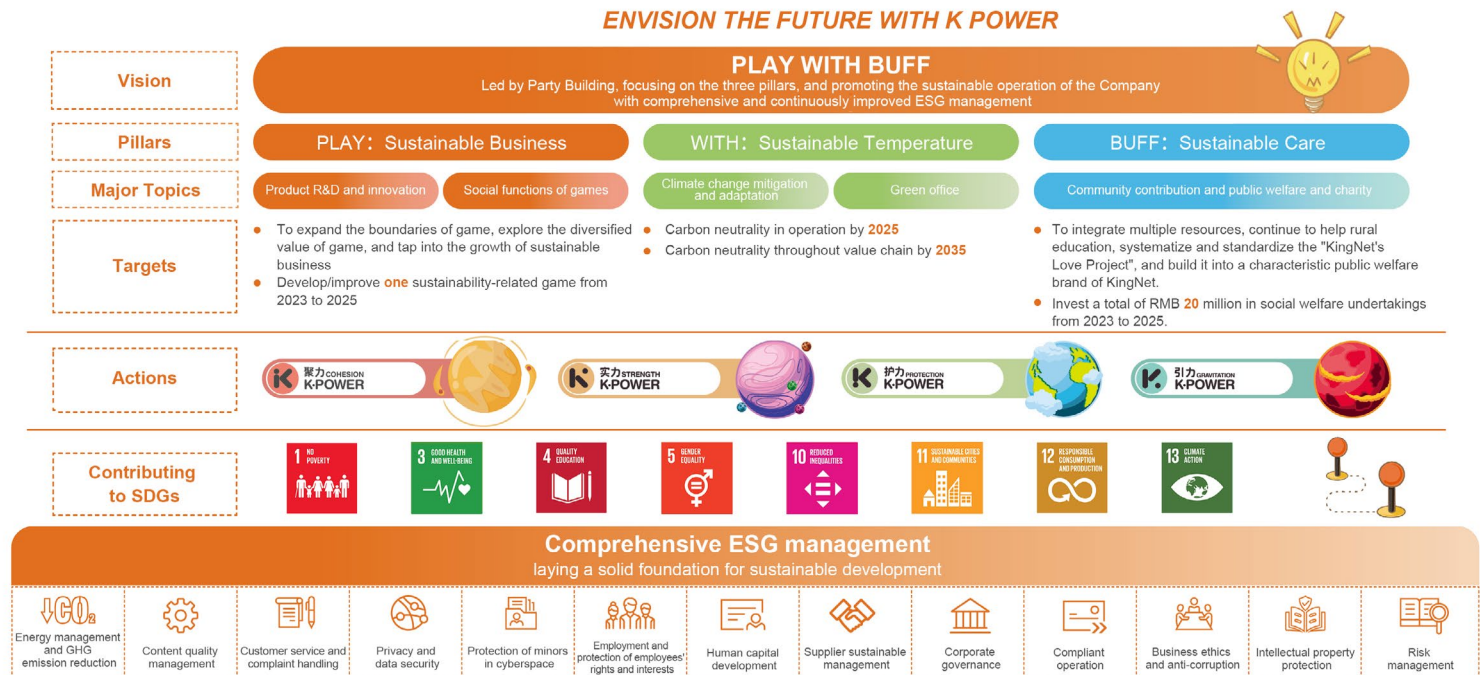 ENVISION THE FUTURE WITH K POWER
Vision
PLAY WITH BUFF
Led by Party Building, focusing on the three pillars, and promoting the sustainable operation of the Company
with comprehensive and continuously improved ESG management
Pillars
PLAY：Sustainable Business
WITH：Sustainable Temperature
BUFF：Sustainable Care
Major Topics
Product R&D and innovation
Social functions of games
Climate change mitigation
and adaptation
Green office
Community contribution and public welfare and charity
Targets
To expand the boundaries of game, explore the diversified
value of game, and tap into the growth of sustainable
business
Develop/improve one sustainability-related game from
2023 to 2025
Carbon neutrality in operation by 2025
Carbon neutrality throughout value chain by 2035
To integrate multiple resources, continue to help rural
education, systematize and standardize the "KingNet's
Love Project", and build it into a characteristic public welfare
brand of KingNet.
Invest a total of RMB 20 million in social welfare undertakings
from 2023 to 2025.
Actions
K 聚力 COHESION
K-POWER
K 实力 STRENGTH
K-POWER
K 护力 PROTECTION
K-POWER
K 引力 GRAVITATION
K-POWER
Contributing
to SDGs
1 NO
POVERTY
3 GOOD HEALTH
AND WELL-BEING
4 QUALITY
EDUCATION
5 GENDER
EQUALITY
10 REDUCED
INEQUALITIES
11 SUSTAINABLE CITIES
AND COMMUNITIES
12 RESPONSIBLE
CONSUMPTION
AND PRODUCTION
13 CLIMATE
ACTION
Comprehensive ESG management
laying a solid foundation for sustainable development
CO2
Energy management
and GHG
emission reduction
Content quality
management
Customer service and
complaint handling
Privacy and
data security
Protection of minors
in cyberspace
Employment and
protection of employees'
rights and interests
Human capital
development
Supplier sustainable
management
Corporate
governance
Compliant
operation
Business ethics
and anti-corruption
Intellectual property
protection
Risk
management